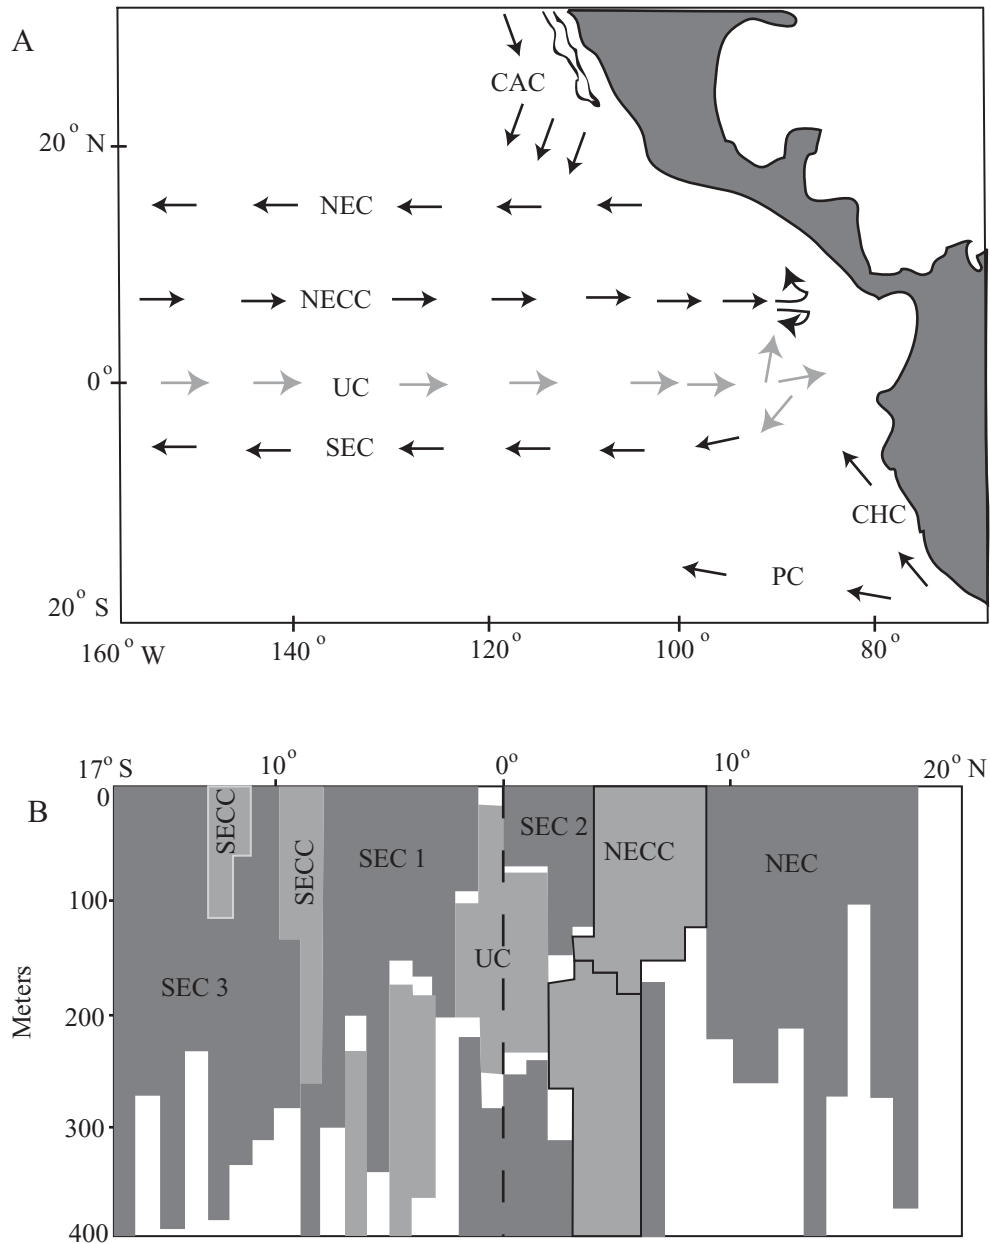 A
CAC
20° N
NEC
NECC
0°
UC
SEC
CHC
PC
20° S
160° W
140°
120°
100°
80°
17° S
10°
0°
10°
20° N
B
0
SECC
SECC
SEC 1
SEC 2
NECC
NEC
100
UC
SEC 3
Meters
200
300
400